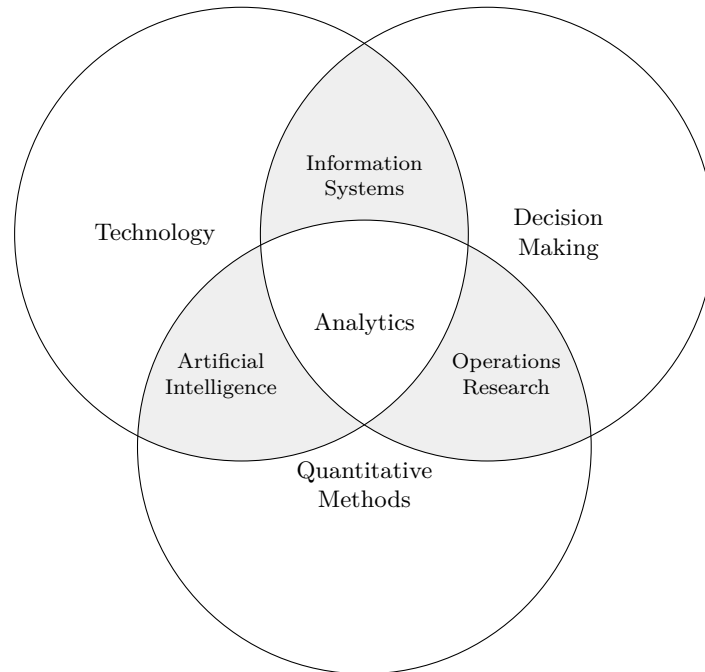 Information
Systems
Technology
Decision
Making
Analytics
Artificial
Intelligence
Operations
Research
Quantitative
Methods